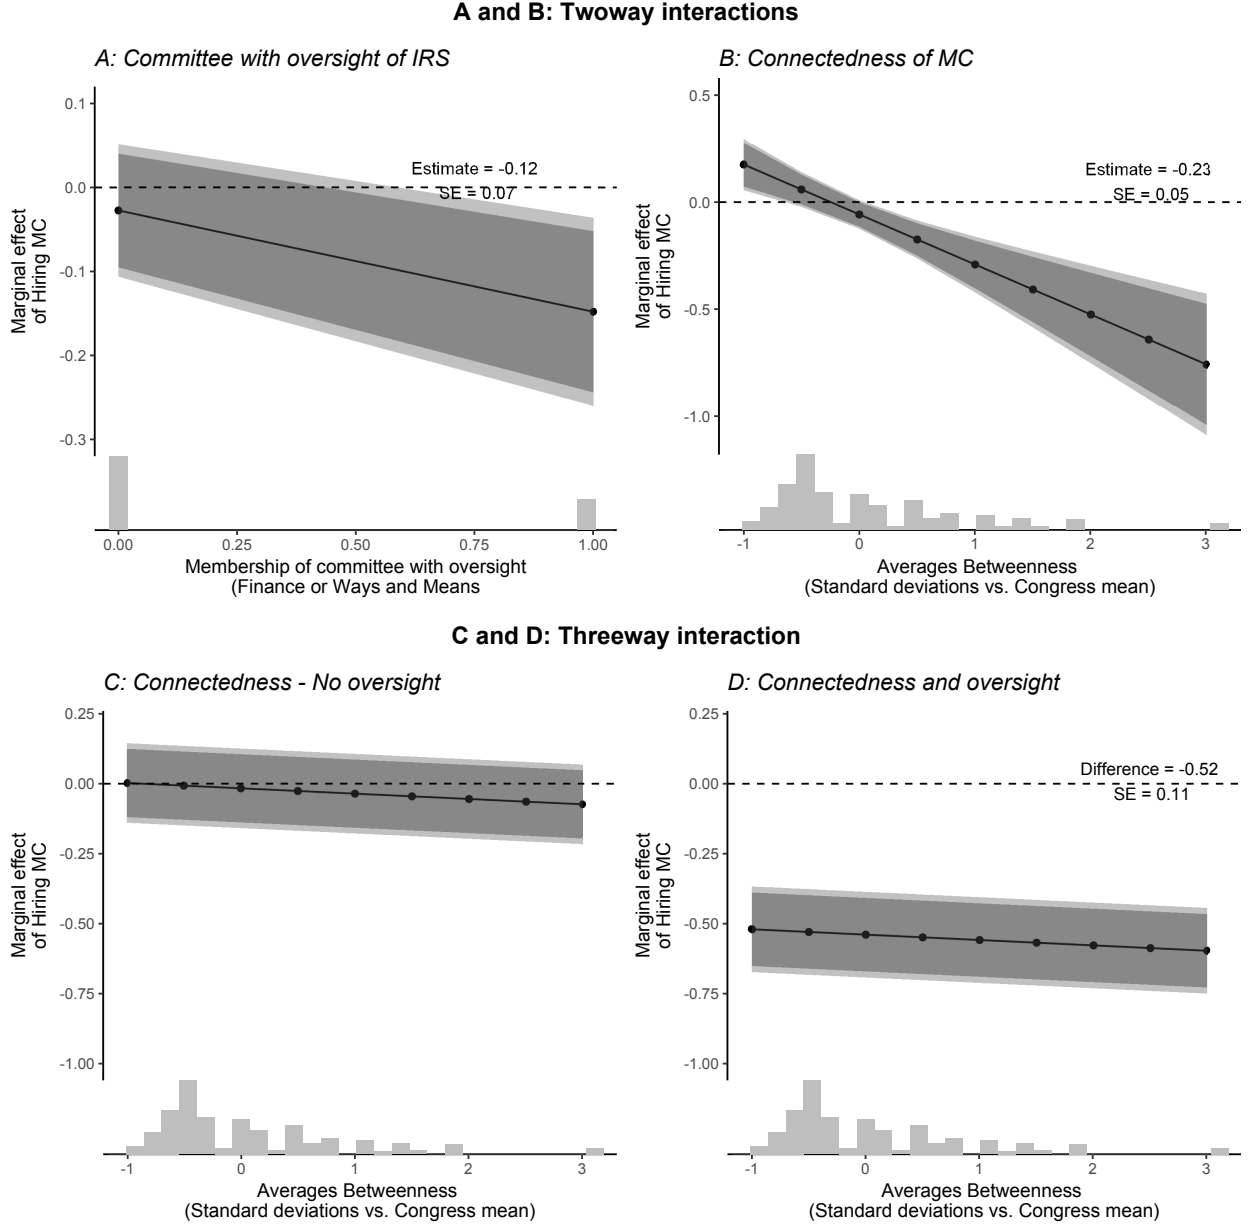 A and B: Twoway interactions
A: Committee with oversight of IRS
Marginal effect
of Hiring MC
0.1
0.0
-0.1
-0.2
-0.3
Estimate = -0.12
SE = 0.07
0.00
0.25
0.50
0.75
1.00
Membership of committee with oversight
(Finance or Ways and Means
B: Connectedness of MC
Marginal effect
of Hiring MC
0.5
0.0
-0.5
-1.0
Estimate = -0.23
SE = 0.05
-1
0
1
2
3
Averages Betweenness
(Standard deviations vs. Congress mean)
C and D: Threeway interaction
C: Connectedness - No oversight
Marginal effect
of Hiring MC
0.25
0.00
-0.25
-0.50
-0.75
-1.00
-1
0
1
2
3
Averages Betweenness
(Standard deviations vs. Congress mean)
D: Connectedness and oversight
Marginal effect
of Hiring MC
0.25
0.00
-0.25
-0.50
-0.75
-1.00
Difference = -0.52
SE = 0.11
-1
0
1
2
3
Averages Betweenness
(Standard deviations vs. Congress mean)